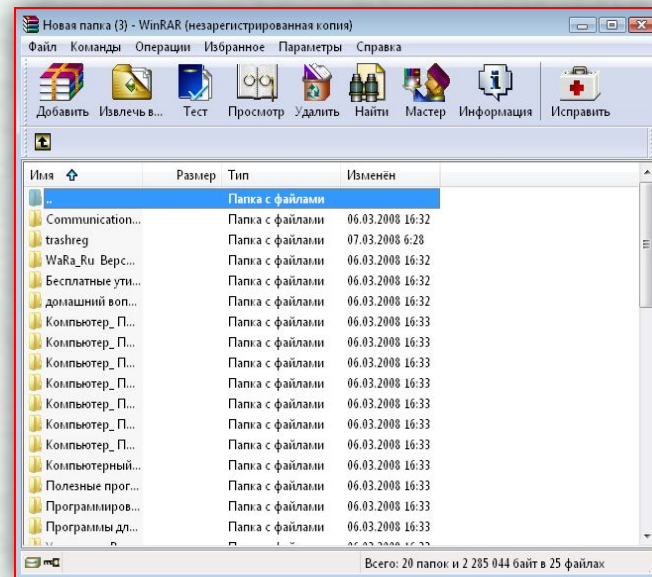 Новая папка (3) - WinRAR (незарегистрированная копия)
Файл Команды Операции Избранное Параметры Справка
Добавить Извлечь в... Тест Просмотр Удалить Найти Мастер Информация Исправить
Имя Размер Тип Изменён
.. Папка с файлами
Communication... Папка с файлами 06.03.2008 16:32
trashreg Папка с файлами 07.03.2008 6:28
WaRa_Ru Верс... Папка с файлами 06.03.2008 16:32
Бесплатные ути... Папка с файлами 06.03.2008 16:32
домашний воп... Папка с файлами 06.03.2008 16:32
Компьютер_ П... Папка с файлами 06.03.2008 16:33
Компьютер_ П... Папка с файлами 06.03.2008 16:33
Компьютер_ П... Папка с файлами 06.03.2008 16:33
Компьютер_ П... Папка с файлами 06.03.2008 16:33
Компьютер_ П... Папка с файлами 06.03.2008 16:33
Компьютер_ П... Папка с файлами 06.03.2008 16:33
Компьютер_ П... Папка с файлами 06.03.2008 16:33
Компьютерный... Папка с файлами 06.03.2008 16:33
Полезные прог... Папка с файлами 06.03.2008 16:33
Программиров... Папка с файлами 06.03.2008 16:33
Программы дл... Папка с файлами 06.03.2008 16:33
Всего: 20 папок и 2 285 044 байт в 25 файлах